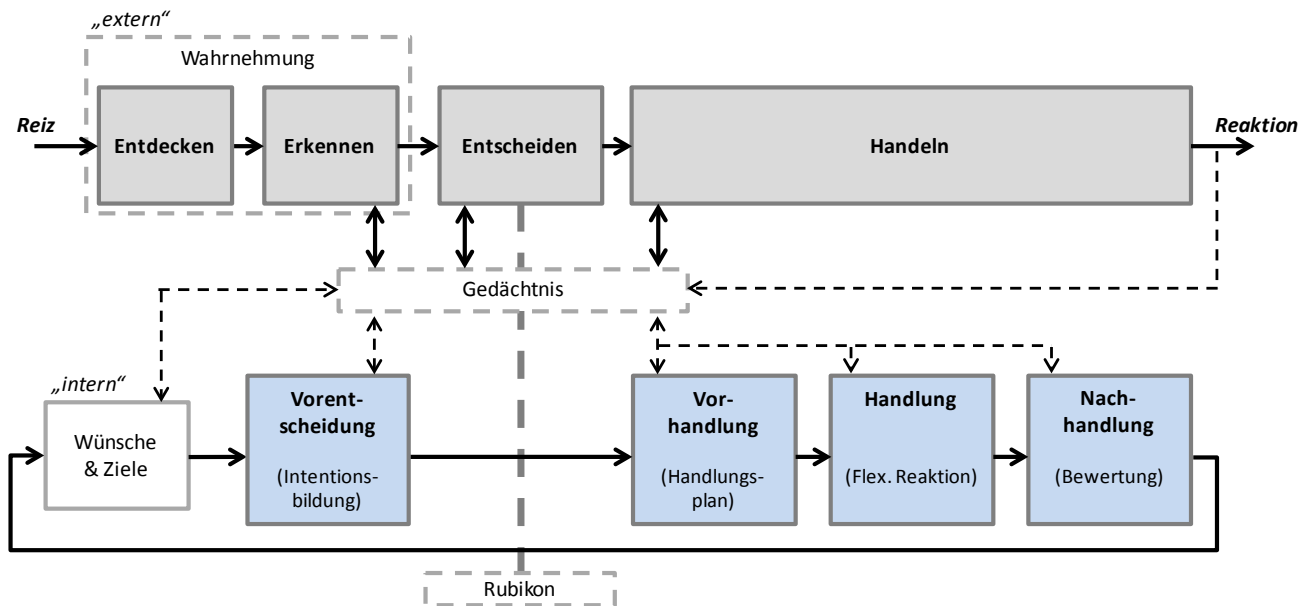 „extern“
Wahrnehmung
Reiz
Entdecken
Erkennen
Entscheiden
Handeln
Reaktion
Gedächtnis
„intern“
Wünsche
& Ziele
Vorent-
scheidung
(Intentions-
bildung)
Vor-
handlung
(Handlungs-
plan)
Handlung
(Flex. Reaktion)
Nach-
handlung
(Bewertung)
Rubikon